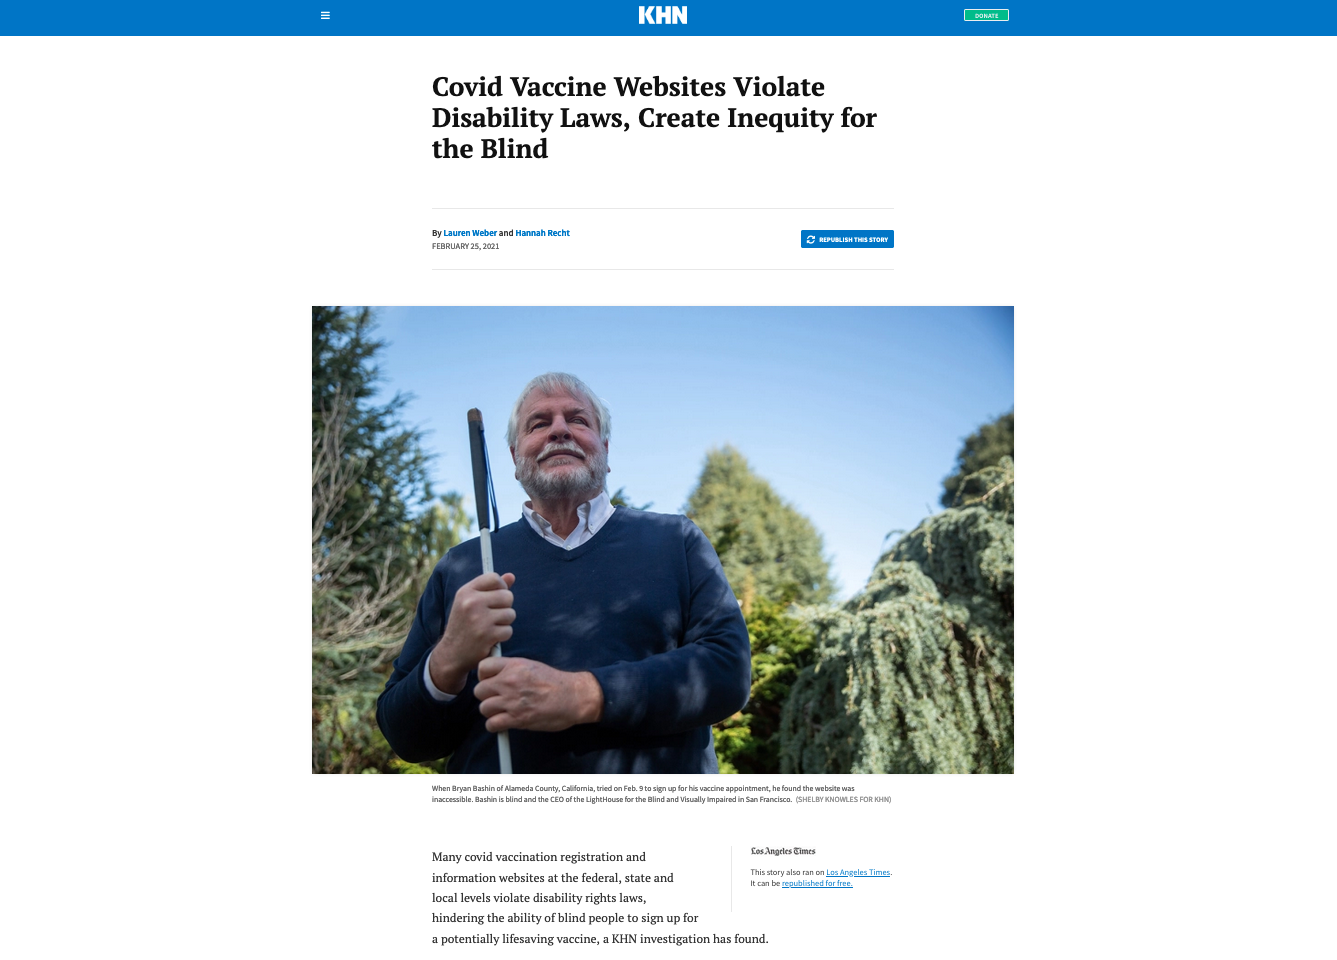 KHN
DONATE
Covid Vaccine Websites Violate
Disability Laws, Create Inequity for
the Blind
By Lauren Weber and Hannah Recht
FEBRUARY 25, 2021
REPUBLISH THIS STORY
When Bryan Bashin of Alameda County, California, tried on Feb. 9 to sign up for his vaccine appointment, he found the website was
inaccessible. Bashin is blind and the CEO of the LightHouse for the Blind and Visually Impaired in San Francisco. (SHELBY KNOWLES FOR KHN)
Many covid vaccination registration and
information websites at the federal, state and
local levels violate disability rights laws,
hindering the ability of blind people to sign up for
a potentially lifesaving vaccine, a KHN investigation has found.
Los Angeles Times
This story also ran on Los Angeles Times.
It can be republished for free.